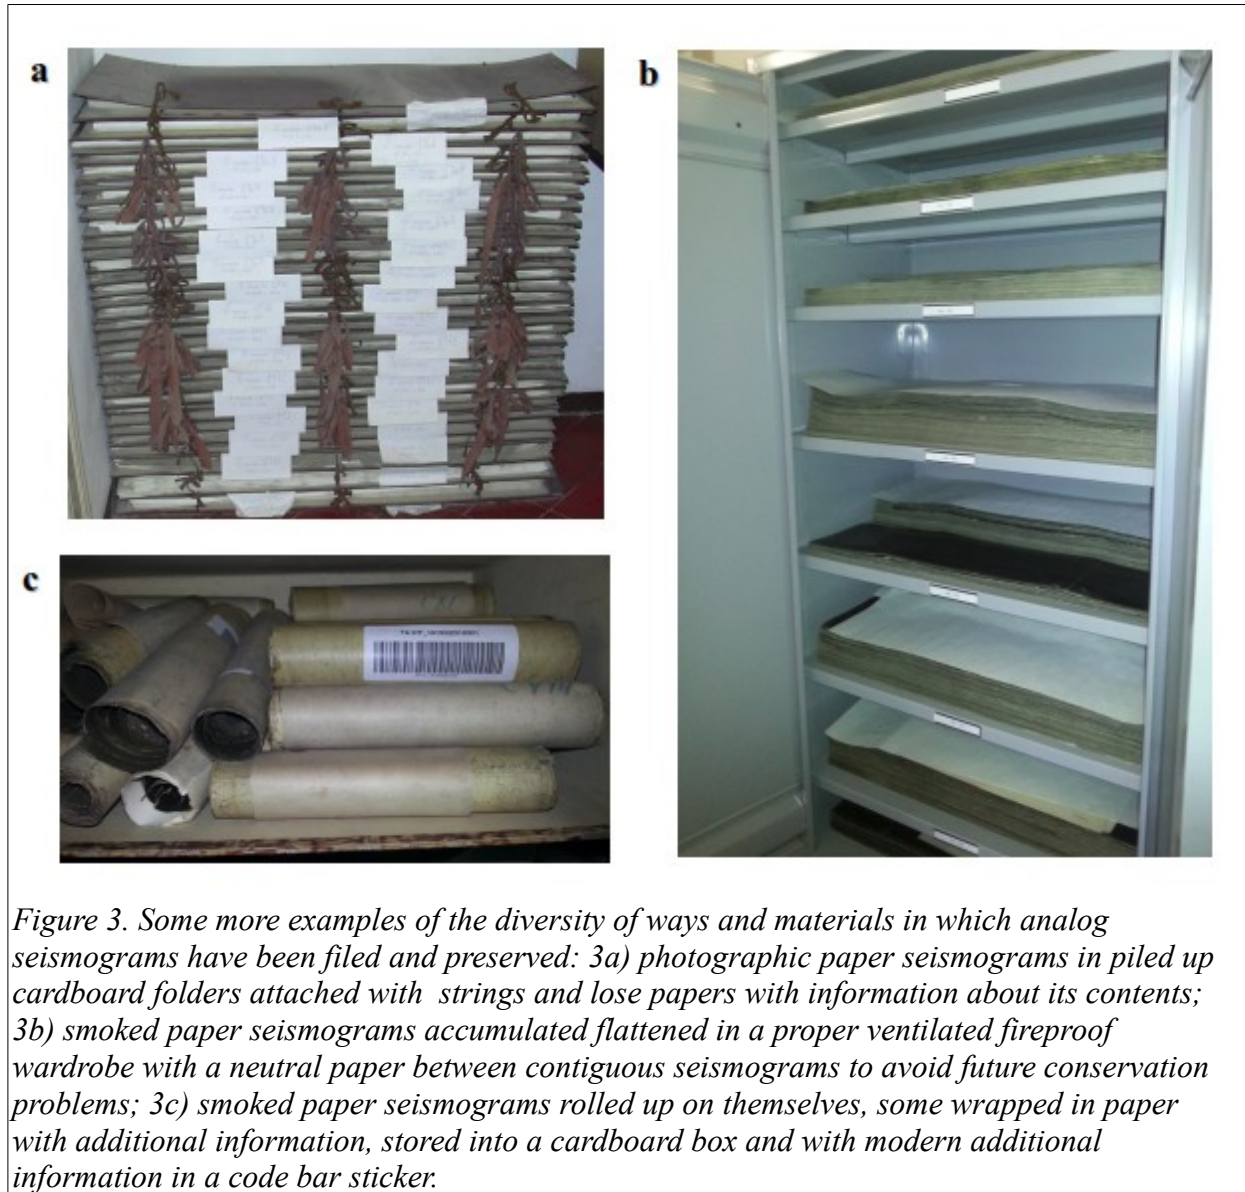 a
b
c
Figure 3. Some more examples of the diversity of ways and materials in which analog
seismograms have been filed and preserved: 3a) photographic paper seismograms in piled up
cardboard folders attached with strings and lose papers with information about its contents;
3b) smoked paper seismograms accumulated flattened in a proper ventilated fireproof
wardrobe with a neutral paper between contiguous seismograms to avoid future conservation
problems; 3c) smoked paper seismograms rolled up on themselves, some wrapped in paper
with additional information, stored into a cardboard box and with modern additional
information in a code bar sticker.